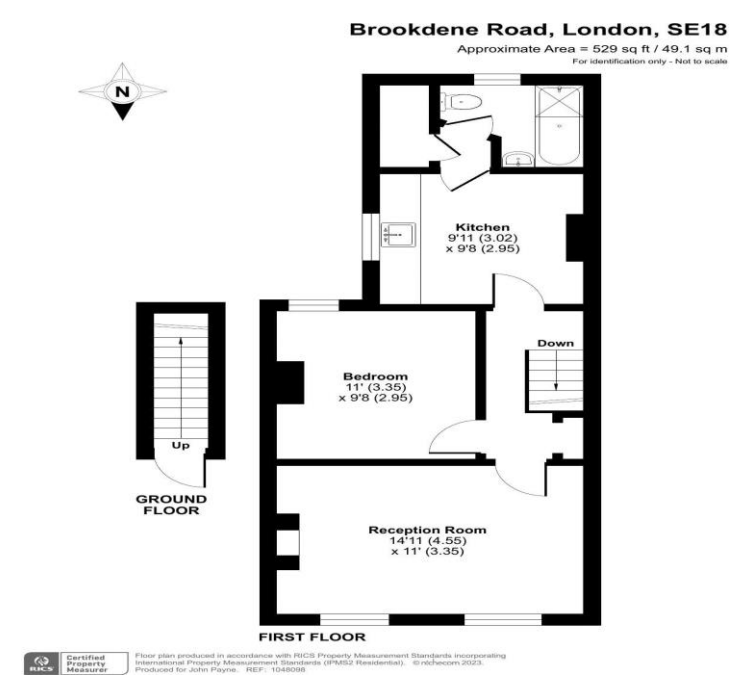 Brookdene Road, London, SE18
Approximate Area = 529 sq ft / 49.1 sq m
For identification only - Not to scale
N
Kitchen
9'11 (3.02)
x 9'8 (2.95)
Down
Bedroom
11' (3.35)
x 9'8 (2.95)
Up
GROUND
FLOOR
Reception Room
14'11 (4.55)
x 11' (3.35)
FIRST FLOOR
RICS
Certified
Property
Measurer
Floor plan produced in accordance with RICS Property Measurement Standards incorporating
International Property Measurement Standards (IPMS2 Residential). © nichecom 2023.
Produced for John Payne. REF: 1048098